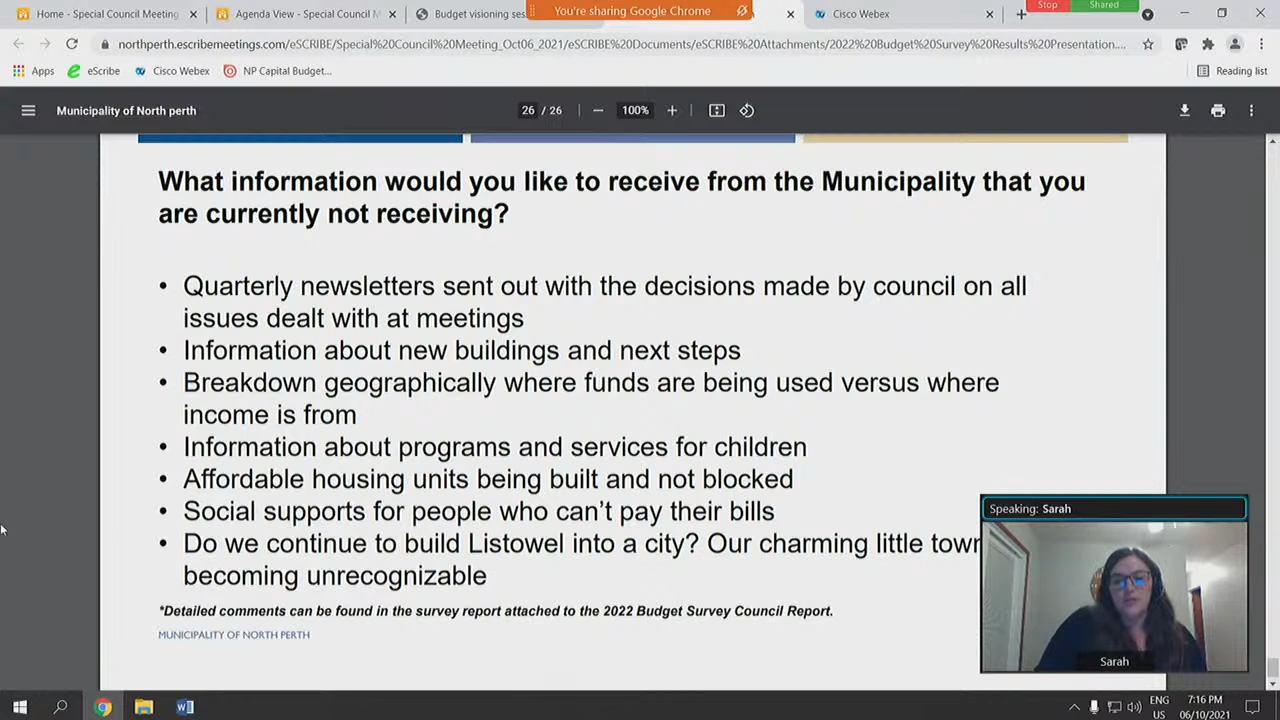 Home - Special Council Meeting
Agenda View - Special Council M
Budget visioning ses
You're sharing Google Chrome
Cisco Webex
Stop
Shared
northperth.escribemeetings.com/eSCRIBE/Special%20Council%20Meeting_Oct06_2021/eSCRIBE%20Documents/eSCRIBE%20Attachments/2022%20Budget%20Survey%20Results%20Presentation....
Apps
eScribe
Cisco Webex
NP Capital Budget...
Reading list
Municipality of North perth
26 / 26
100%
What information would you like to receive from the Municipality that you
are currently not receiving?
• Quarterly newsletters sent out with the decisions made by council on all
issues dealt with at meetings
• Information about new buildings and next steps
• Breakdown geographically where funds are being used versus where
income is from
• Information about programs and services for children
• Affordable housing units being built and not blocked
• Social supports for people who can't pay their bills
• Do we continue to build Listowel into a city? Our charming little town
becoming unrecognizable
*Detailed comments can be found in the survey report attached to the 2022 Budget Survey Council Report.
MUNICIPALITY OF NORTH PERTH
Speaking: Sarah
Sarah
ENG
US
7:16 PM
06/10/2021